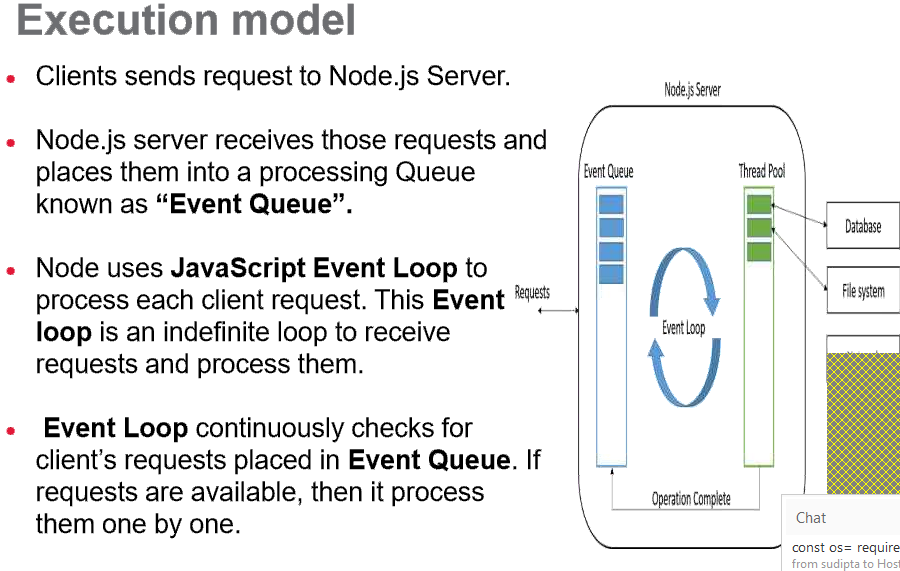 Execution model
Clients sends request to Node.js Server.
Node.js server receives those requests and
places them into a processing Queue
known as “Event Queue”.
Node uses JavaScript Event Loop to
process each client request. This Event
loop is an indefinite loop to receive
requests and process them.
Event Loop continuously checks for
client’s requests placed in Event Queue. If
requests are available, then it process
them one by one.
Node.js Server
Event Queue
Thread Pool
Database
File system
Requests
Event Loop
Operation Complete
Chat
const os= require
from sudipta to Host